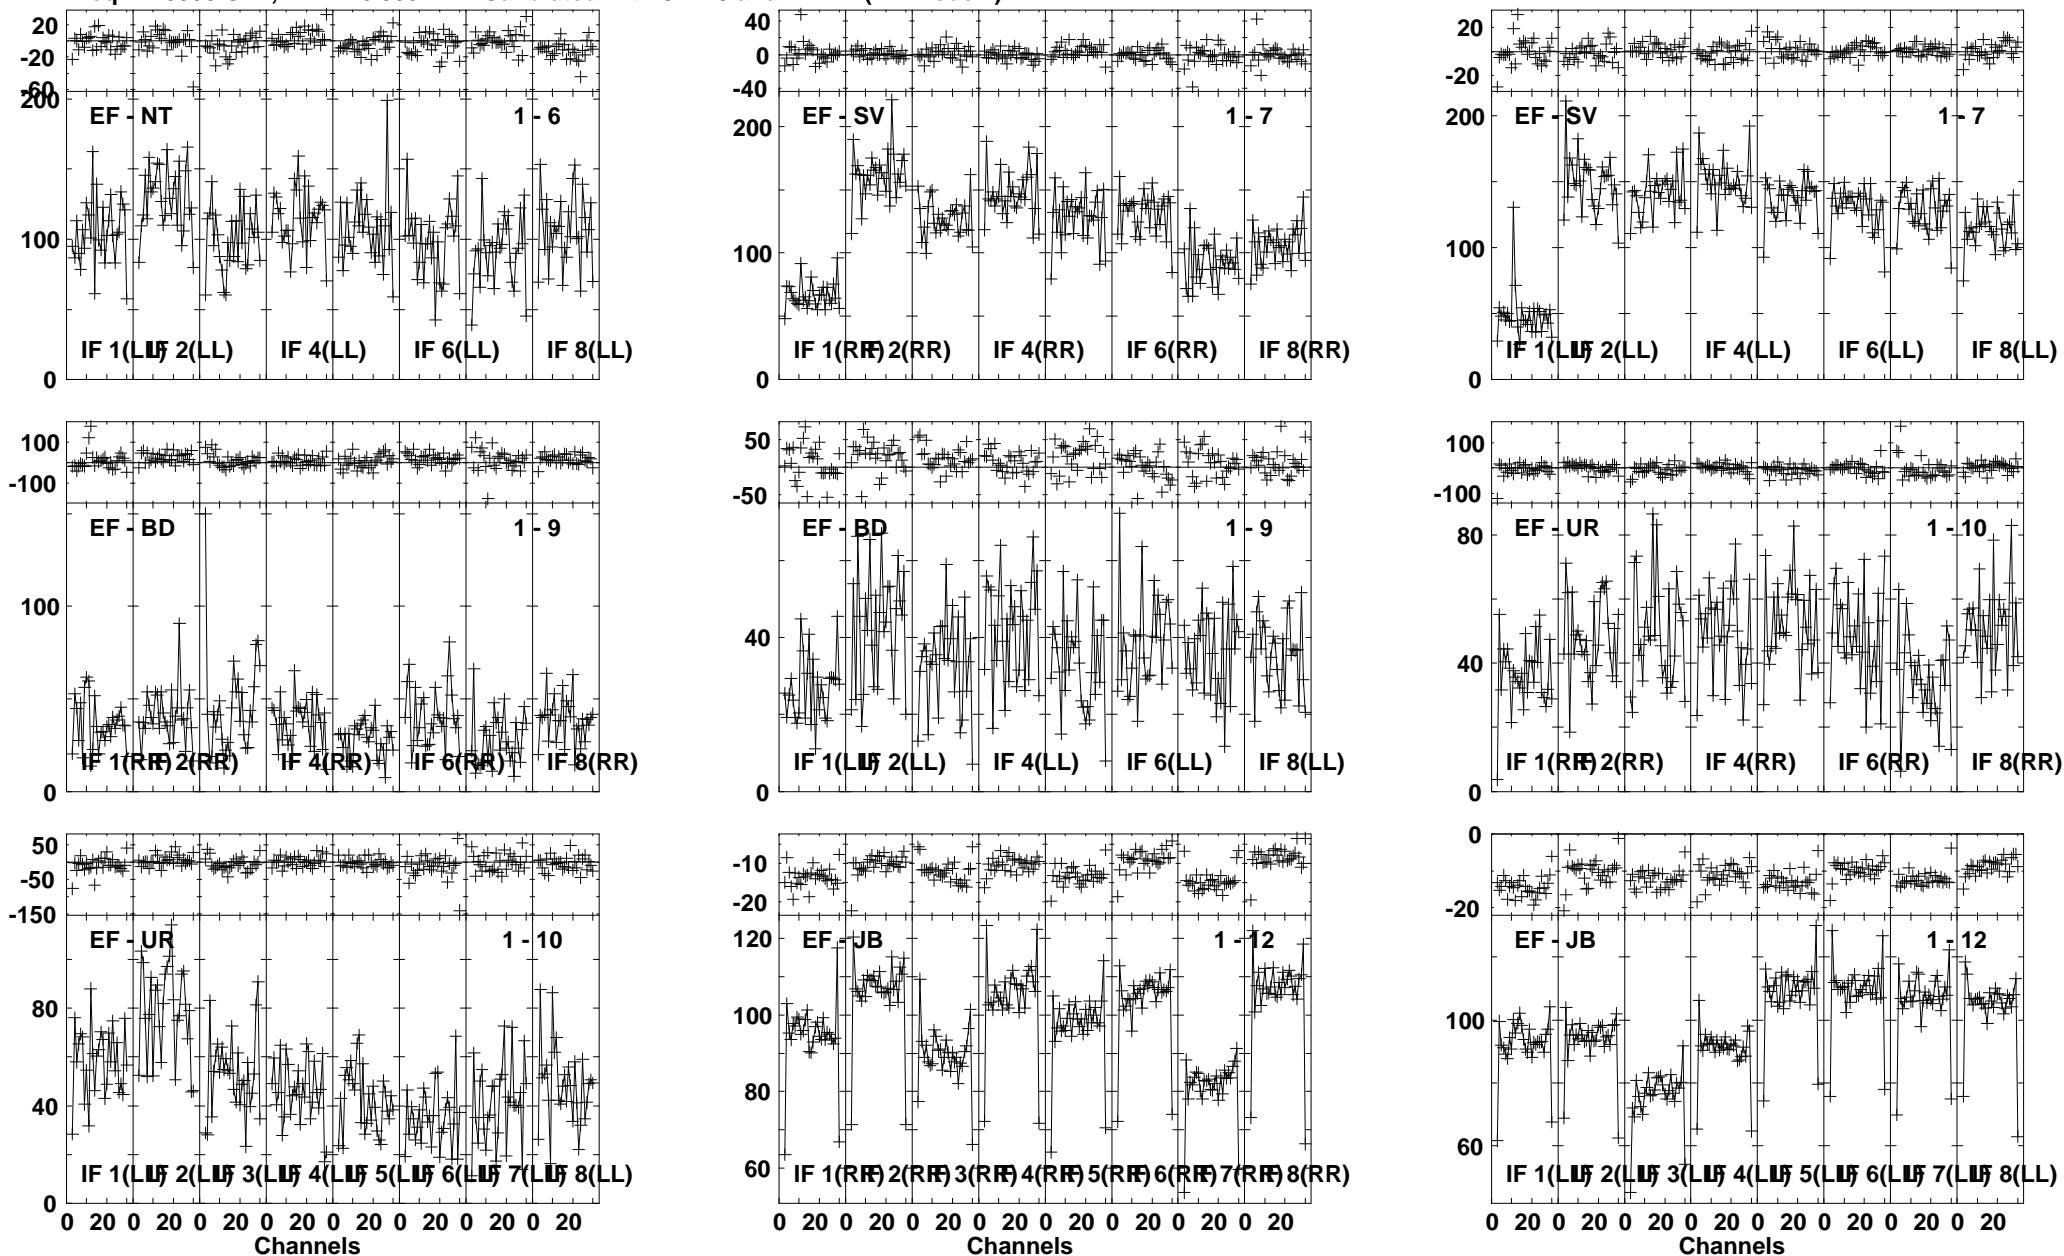 20 0 -20 -60
200 100 0
EF - NT 1 - 6
IF 1(LL) IF 2(LL) IF 4(LL) IF 6(LL) IF 8(LL)
40 0 -40
200 100 0
EF - SV 1 - 7
IF 1(RR) IF 2(RR) IF 4(RR) IF 6(RR) IF 8(RR)
20 -20
200 100 0
EF - SV 1 - 7
IF 1(LL) IF 2(LL) IF 4(LL) IF 6(LL) IF 8(LL)
100 -100
100 0
EF - BD 1 - 9
IF 1(RR) IF 2(RR) IF 4(RR) IF 6(RR) IF 8(RR)
50 -50
40 0
EF - BD 1 - 9
IF 1(LL) IF 2(LL) IF 4(LL) IF 6(LL) IF 8(LL)
100 -100
80 40 0
EF - UR 1 - 10
IF 1(RR) IF 2(RR) IF 4(RR) IF 6(RR) IF 8(RR)
50 -50 -150
80 40 0
EF - UR 1 - 10
IF 1(LL) IF 2(LL) IF 3(LL) IF 4(LL) IF 5(LL) IF 6(LL) IF 7(LL) IF 8(LL)
0 20 0 20 0 20 0 20 0 20 0 20 0 20 0 20
Channels
-10 -20
120 100 80 60
EF - JB 1 - 12
IF 1(RR) IF 2(RR) IF 3(RR) IF 4(RR) IF 5(RR) IF 6(RR) IF 7(RR) IF 8(RR)
0 20 0 20 0 20 0 20 0 20 0 20 0 20 0 20
Channels
0 -20
100 60
EF - JB 1 - 12
IF 1(LL) IF 2(LL) IF 3(LL) IF 4(LL) IF 5(LL) IF 6(LL) IF 7(LL) IF 8(LL)
0 20 0 20 0 20 0 20 0 20 0 20 0 20 0 20
Channels